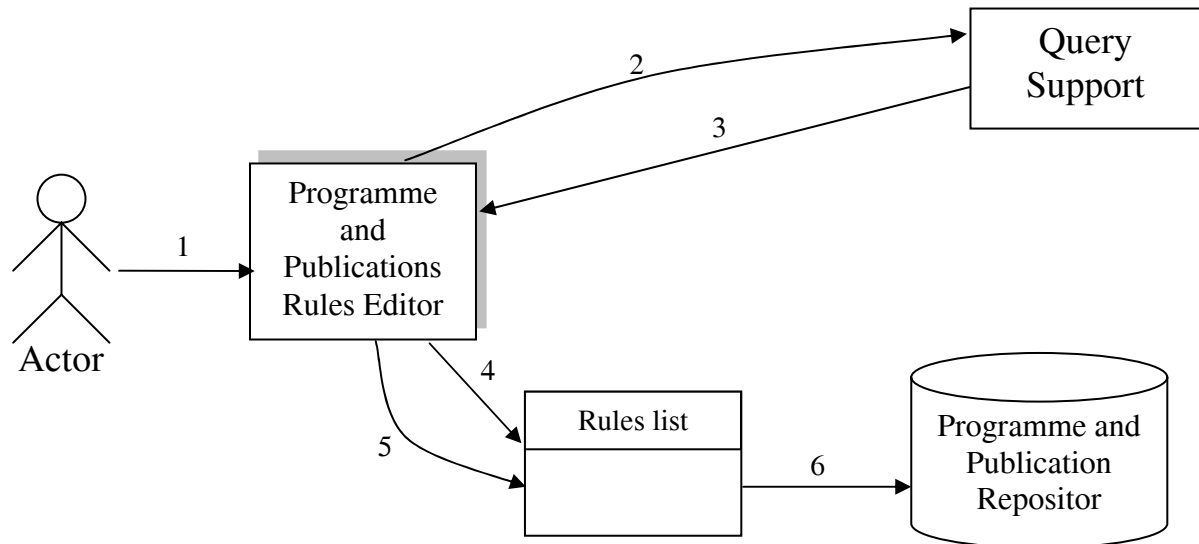 Query
Support
2
3
Programme
and
Publications
Rules Editor
1
Actor
4
5
Rules list
6
Programme and
Publication
Repositor